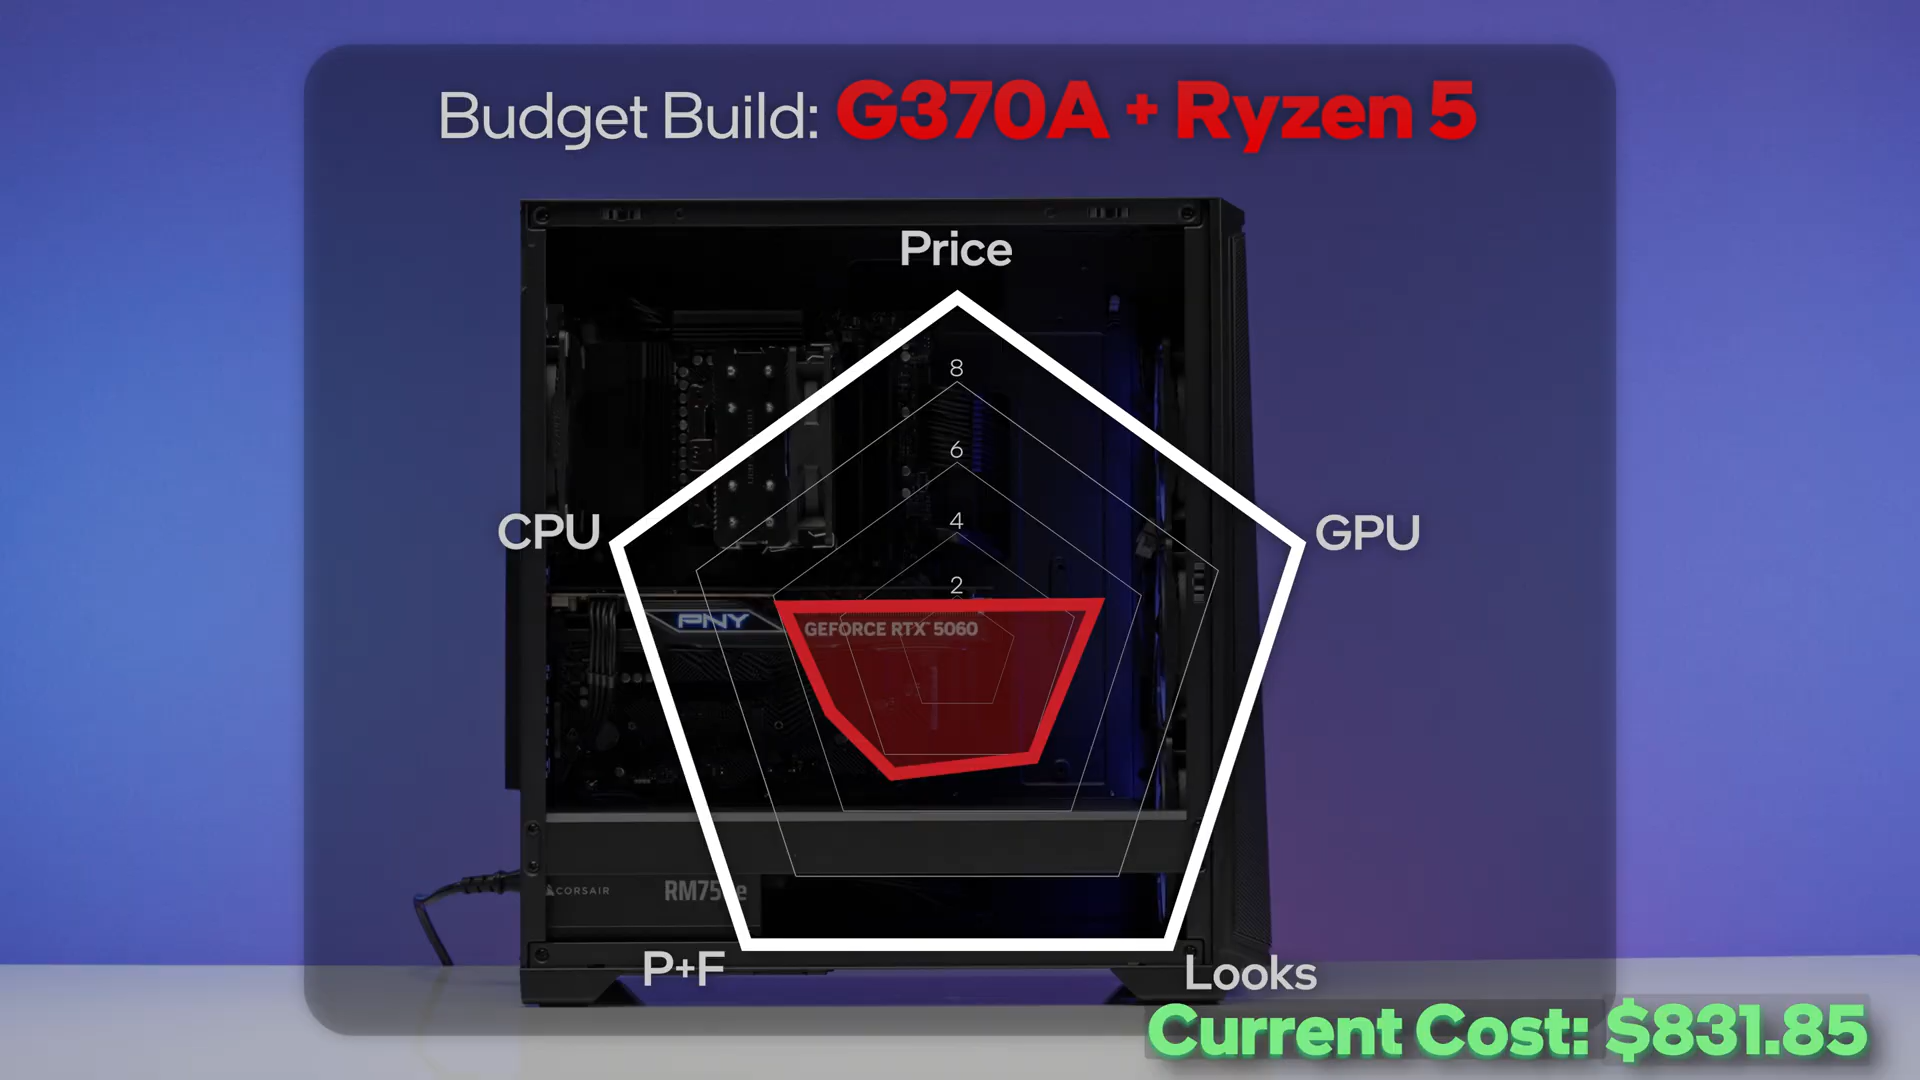 Budget Build: G370A + Ryzen 5
Price
8
6
4
2
CPU
GPU
PNY
GEFORCE RTX 5060
CORSAIR
P+F
Looks
Current Cost: $831.85